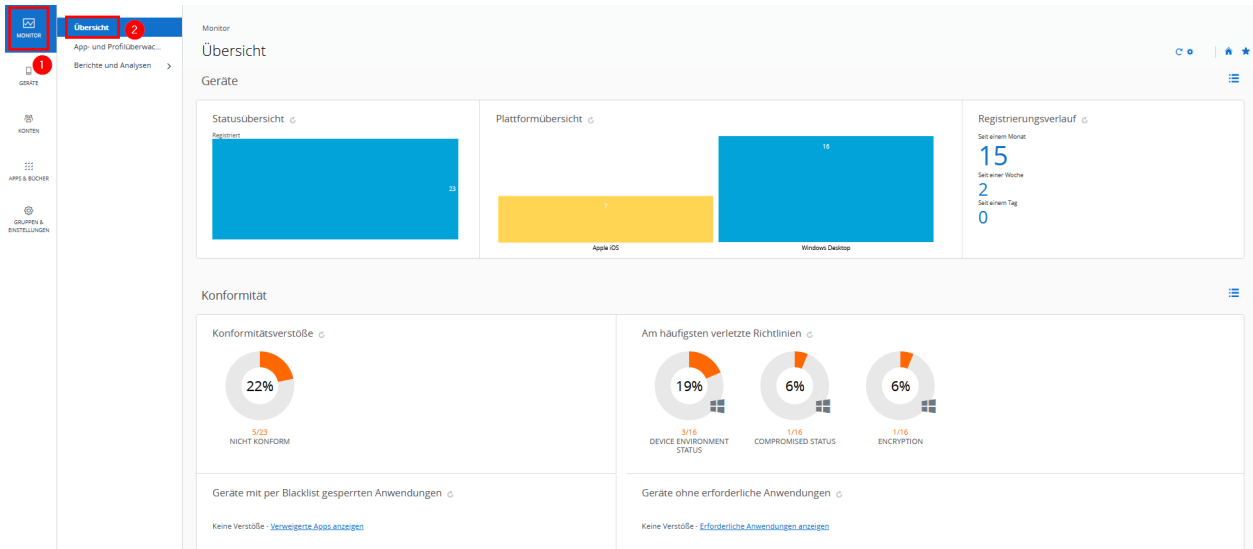 MONITOR
1
GERÄTE
KONTEN
APPS & BÜCHER
GRUPPEN &
EINSTELLUNGEN
Übersicht
2
App- und Profilüberwac...
Berichte und Analysen
Monitor
Übersicht
Geräte
Statusübersicht
Registriert
23
Plattformübersicht
7
16
Apple iOS
Windows Desktop
Registrierungsverlauf
Seit einem Monat
15
Seit einer Woche
2
Seit einem Tag
0
Konformität
Konformitätsverstöße
22%
5/23
NICHT KONFORM
Am häufigsten verletzte Richtlinien
19%
3/16
DEVICE ENVIRONMENT
STATUS
6%
1/16
COMPROMISED STATUS
6%
1/16
ENCRYPTION
Geräte mit per Blacklist gesperrten Anwendungen
Keine Verstöße - Verweigerte Apps anzeigen
Geräte ohne erforderliche Anwendungen
Keine Verstöße - Erforderliche Anwendungen anzeigen